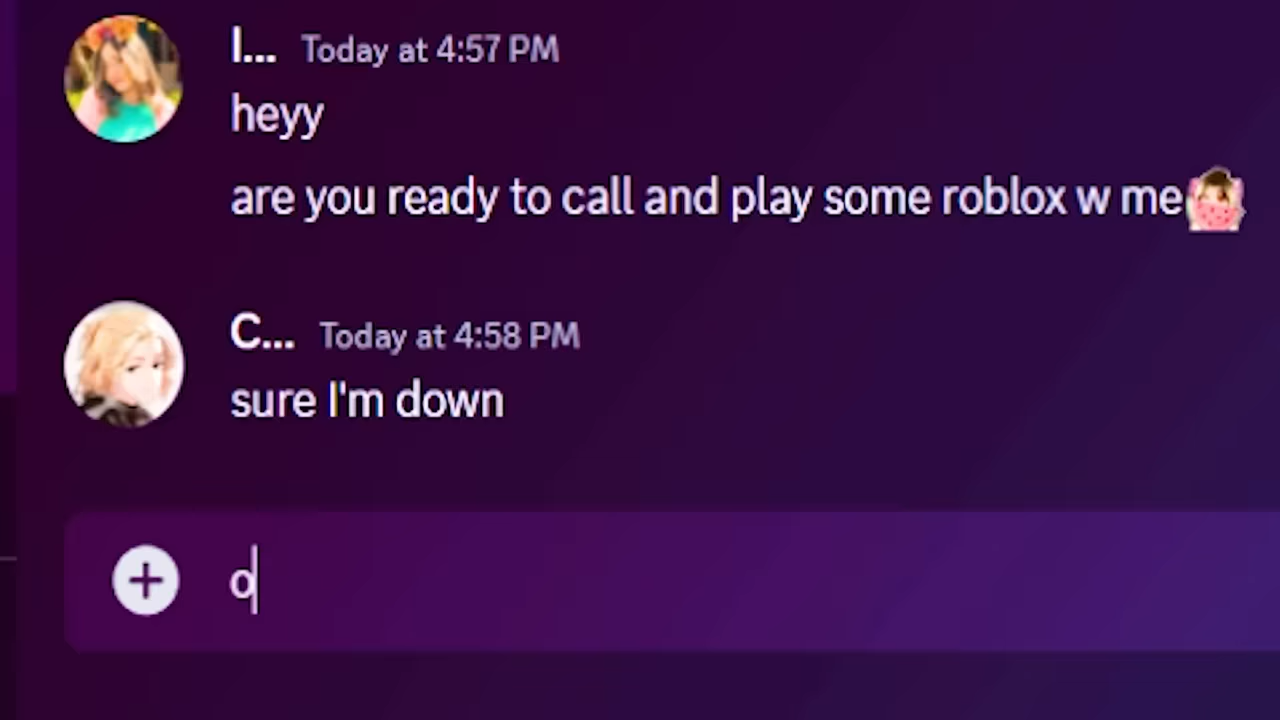 I... Today at 4:57 PM
heyy
are you ready to call and play some roblox w me
C... Today at 4:58 PM
sure I'm down
o